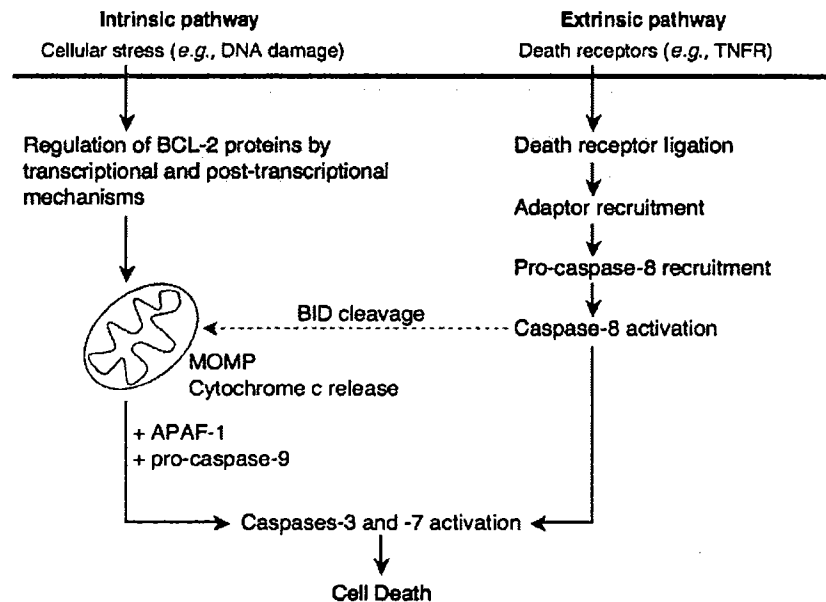 Intrinsic pathway
Cellular stress (e.g., DNA damage)
Extrinsic pathway
Death receptors (e.g., TNFR)
Regulation of BCL-2 proteins by
transcriptional and post-transcriptional
mechanisms
Death receptor ligation
Adaptor recruitment
Pro-caspase-8 recruitment
BID cleavage
Caspase-8 activation
MOMP
Cytochrome c release
+ APAF-1
+ pro-caspase-9
Caspases-3 and -7 activation
Cell Death